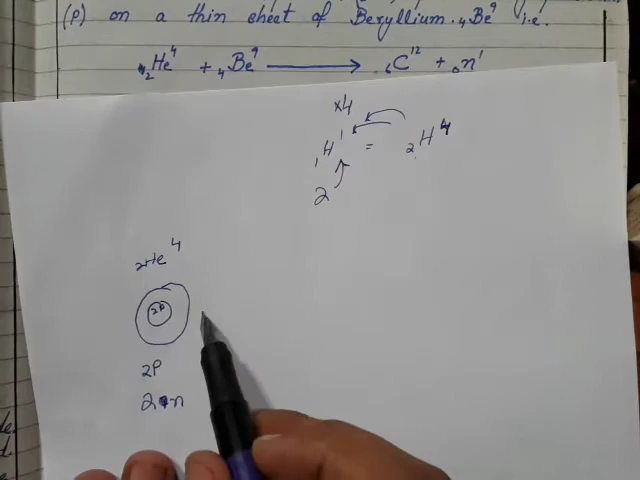 (P) on a thin sheet of Beryllium ₄Be⁹ i.e.
₂He⁴ + ₄Be⁹ ⟶ ₆C¹² + ₀n¹
×4
₁H¹ = ₂H⁴
2
₂He⁴
2P
2P
2n